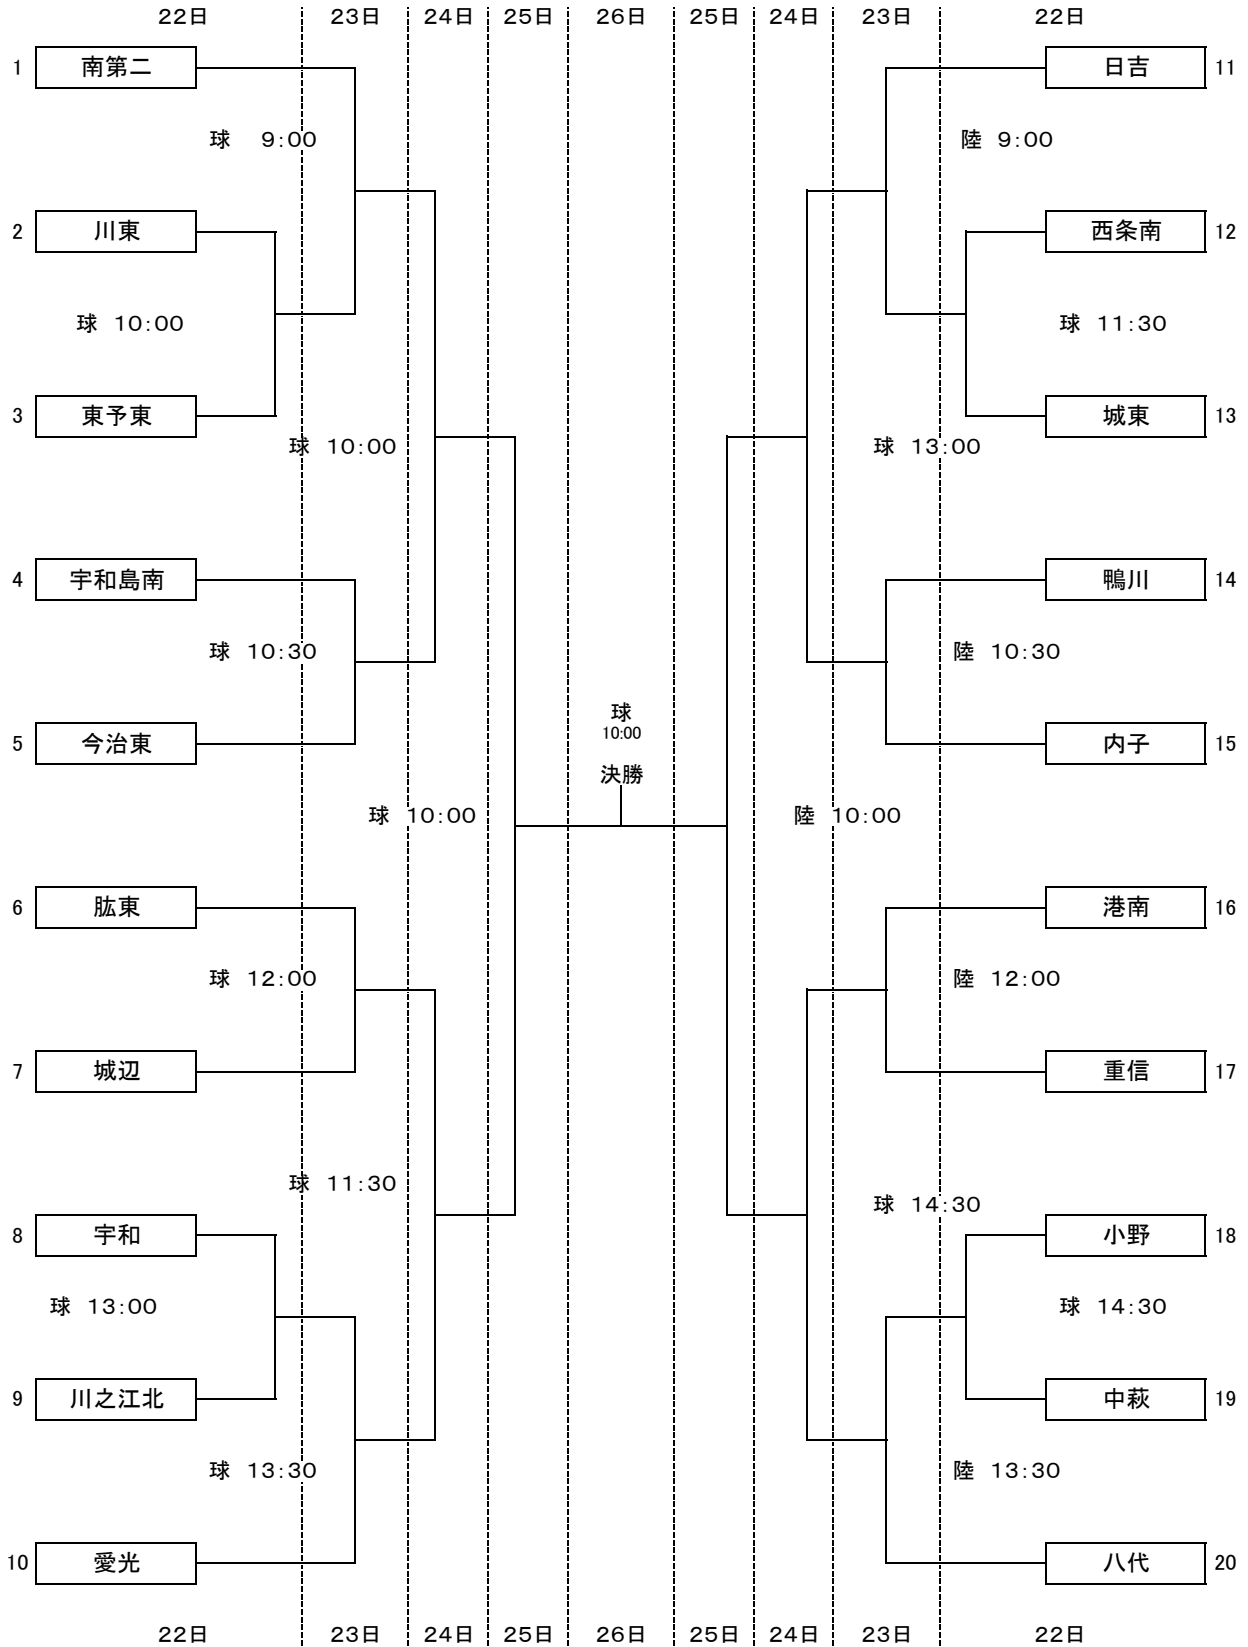 22日 23日 24日 25日 26日 25日 24日 23日 22日
1 南第二 日吉 11
球 9:00 陸 9:00
2 川東 西条南 12
球 10:00 球 11:30
3 東予東 城東 13
球 10:00 球 13:00
4 宇和島南 鴨川 14
球 10:30 陸 10:30
球
10:00
5 今治東 内子 15
決勝
球 10:00 陸 10:00
6 肱東 港南 16
球 12:00 陸 12:00
7 城辺 重信 17
球 11:30 球 14:30
8 宇和 小野 18
球 13:00 球 14:30
9 川之江北 中萩 19
球 13:30 陸 13:30
10 愛光 八代 20
22日 23日 24日 25日 26日 25日 24日 23日 22日